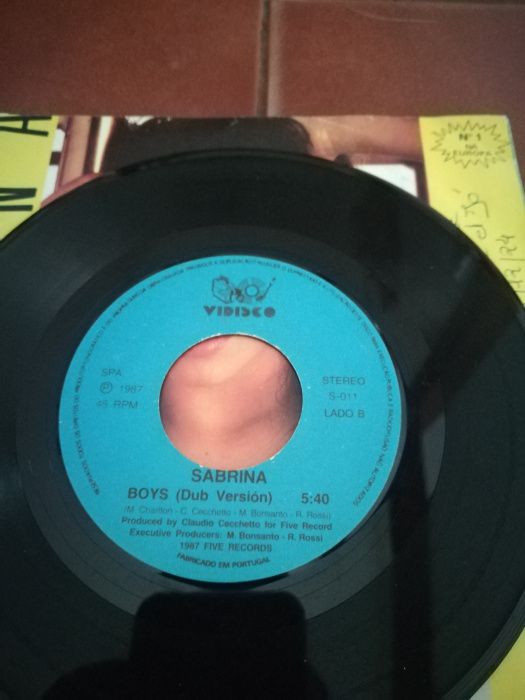 N A
Nº 1
NA
EUROPA
VIDISCO
SPA
Ⓟ 1987
45 RPM
STEREO
S-011
LADO B
SABRINA
BOYS (Dub Versión) 5:40
(M. Charlton - C. Cecchetto - M. Bonsanto - R. Rossi)
Produced by Claudio Cecchetto for Five Record
Executive Producers: M. Bonsanto - R. Rossi
1987 FIVE RECORDS
FABRICADO EM PORTUGAL